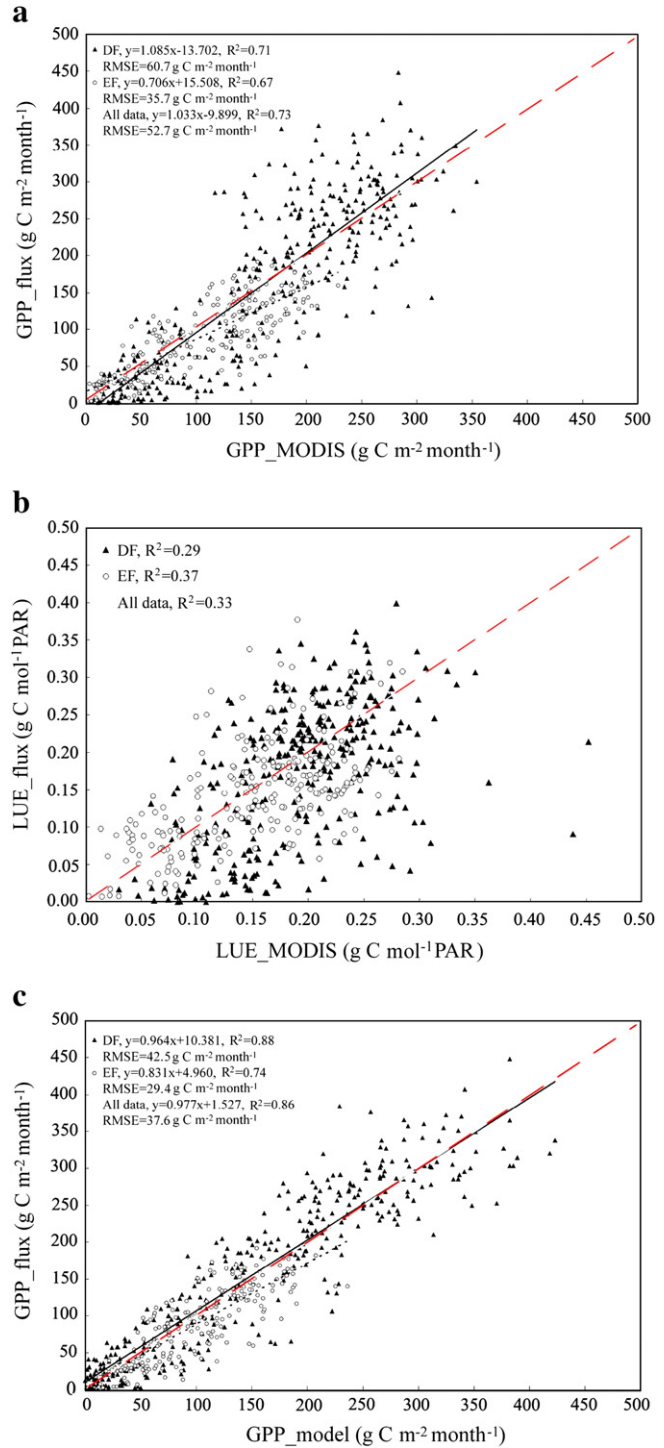 a
▲ DF, y=1.085x-13.702, R²=0.71
RMSE=60.7 g C m⁻² month⁻¹
○ EF, y=0.706x+15.508, R²=0.67
RMSE=35.7 g C m⁻² month⁻¹
All data, y=1.033x-9.899, R²=0.73
RMSE=52.7 g C m⁻² month⁻¹
500
450
400
350
300
250
200
150
100
50
0
GPP_flux (g C m⁻² month⁻¹)
0 50 100 150 200 250 300 350 400 450 500
GPP_MODIS (g C m⁻² month⁻¹)
b
▲ DF, R²=0.29
○ EF, R²=0.37
All data, R²=0.33
0.50
0.40
0.35
0.30
0.25
0.20
0.15
0.10
0.05
0.00
LUE_flux (g C mol⁻¹PAR)
0.00 0.05 0.10 0.15 0.20 0.25 0.30 0.35 0.40 0.45 0.50
LUE_MODIS (g C mol⁻¹PAR)
c
▲ DF, y=0.964x+10.381, R²=0.88
RMSE=42.5 g C m⁻² month⁻¹
○ EF, y=0.831x+4.960, R²=0.74
RMSE=29.4 g C m⁻² month⁻¹
All data, y=0.977x+1.527, R²=0.86
RMSE=37.6 g C m⁻² month⁻¹
500
450
400
350
300
250
200
150
100
50
0
GPP_flux (g C m⁻² month⁻¹)
0 50 100 150 200 250 300 350 400 450 500
GPP_model (g C m⁻² month⁻¹)